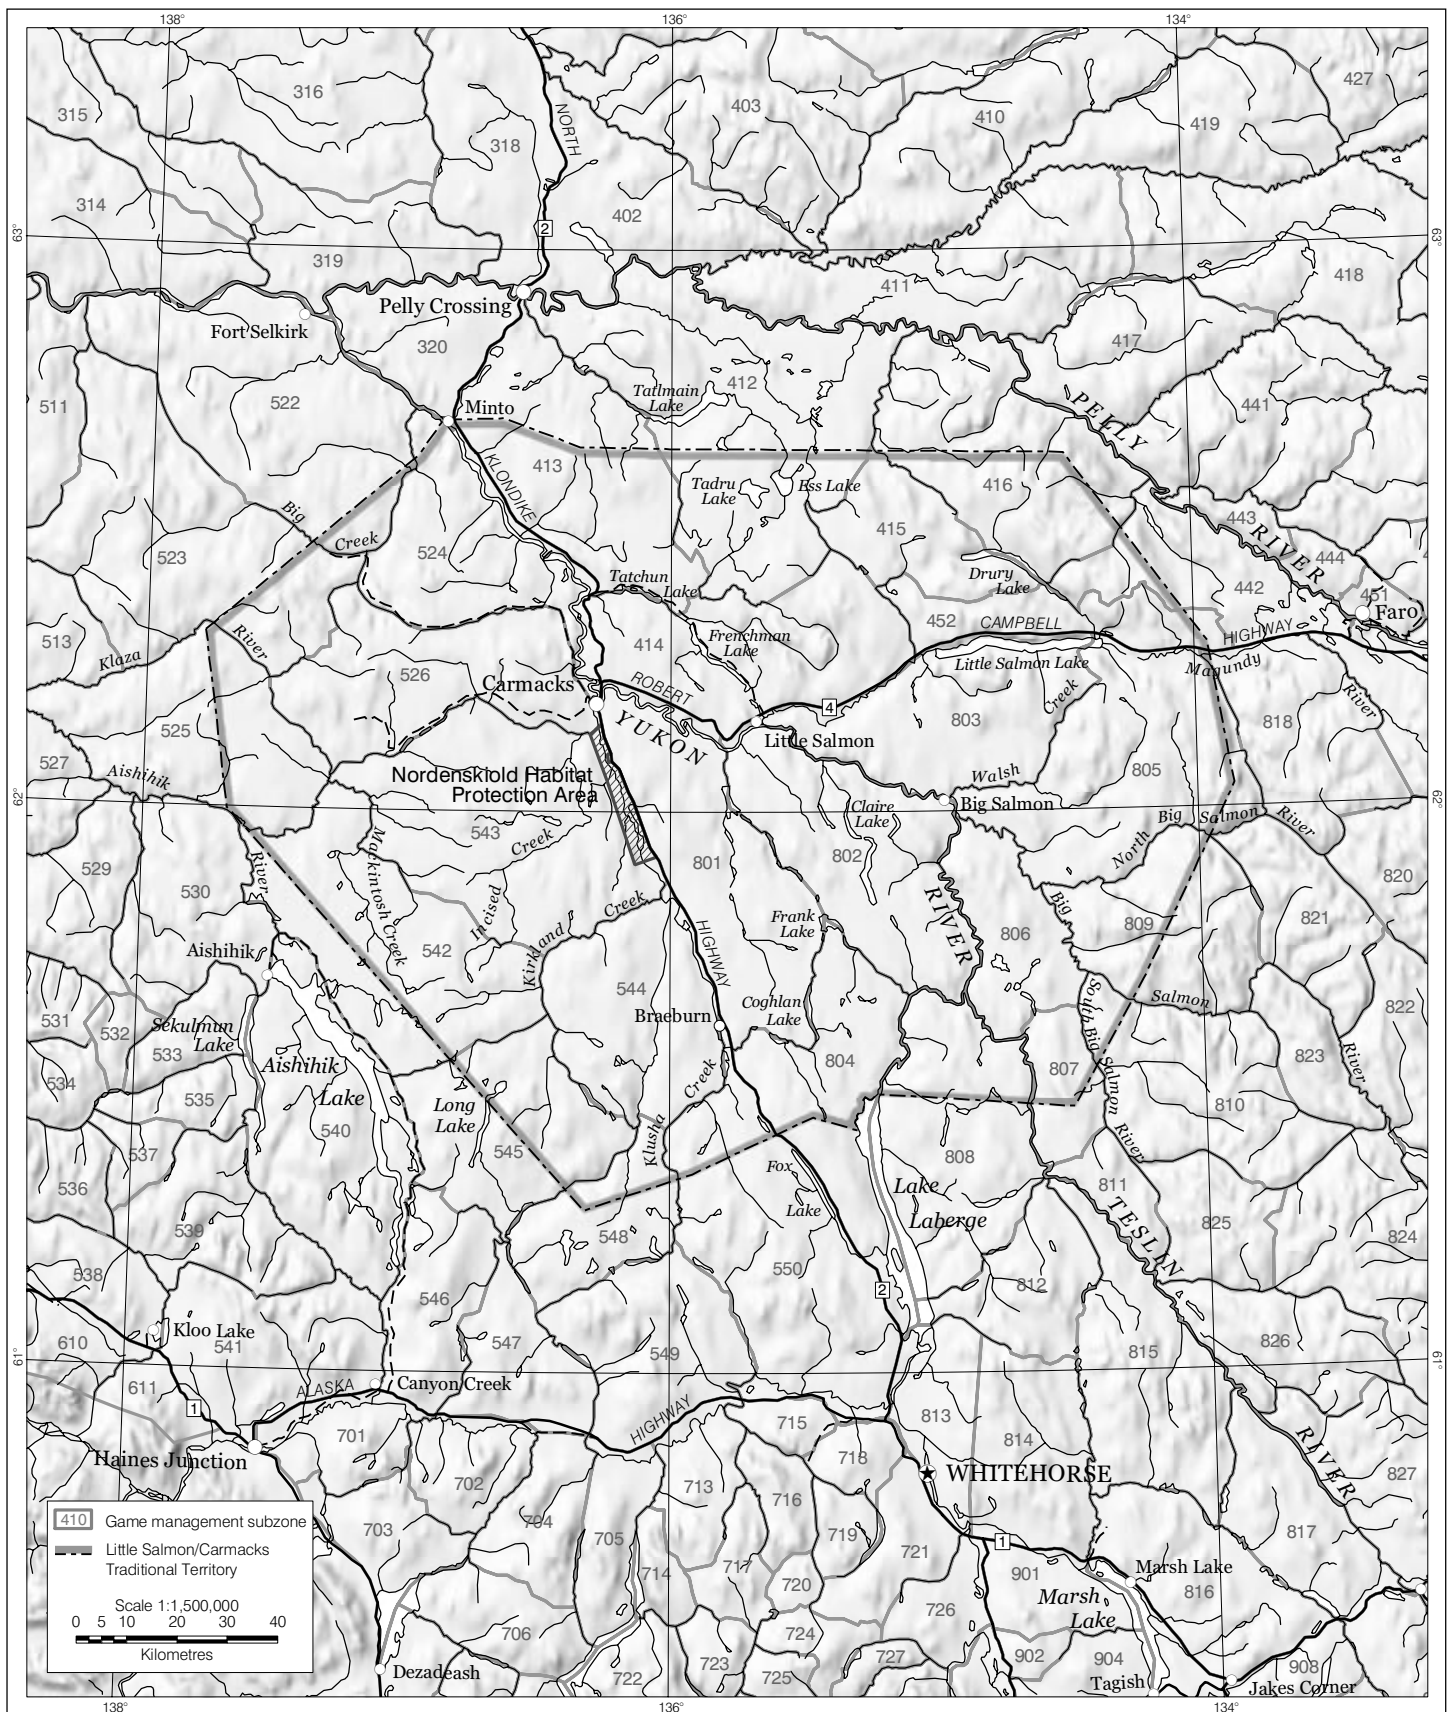 138°
136°
134°
316
315
403
427
410
419
NORTH
318
314
402
2
63°
63°
319
418
411
Pelly Crossing
Fort Selkirk
320
417
Tatlmain
Lake
412
511
522
Minto
441
PELLY
413
KLONDIKE
Tadru
Lake
Ess Lake
416
Big
Creek
443
RIVER
444
415
523
524
Tatchun
Lake
Drury
Lake
442
451
Faro
452
CAMPBELL
HIGHWAY
513
Klaza
River
414
Frenchman
Lake
Little Salmon Lake
Magundy
River
526
Carmacks
ROBERT
4
Creek
803
818
YUKON
525
Little Salmon
527
Aishihik
Nordenskiold Habitat
Protection Area
Walsh
805
62°
62°
Big Salmon
Claire
Lake
Big
Salmon
River
543
Creek
North
Mackintosh Creek
529
530
River
801
802
820
Incised
Creek
Big
RIVER
HIGHWAY
Frank
Lake
806
809
821
Aishihik
542
Kirkland
531
532
Sekulmun
Lake
533
544
Braeburn
Coghlan
Lake
South Big Salmon River
Salmon
822
534
Aishihik
Lake
804
807
823
River
535
Long
Lake
Creek
810
540
537
545
Klusha
808
536
Fox
Lake
Lake
Laberge
811
TESLIN
825
539
548
824
538
550
812
546
2
Kloo Lake
541
610
547
549
815
826
61°
61°
611
ALASKA
Canyon Creek
1
HIGHWAY
715
813
814
701
Haines Junction
718
RIVER
WHITEHORSE
827
702
713
716
410
Game management subzone
704
703
705
719
817
Little Salmon/Carmacks
Traditional Territory
721
1
717
714
901
Marsh Lake
720
816
Scale 1:1,500,000
0 5 10 20 30 40
Kilometres
Marsh
Lake
726
706
724
727
902
904
Dezadeash
722
723
725
Tagish
908
Jakes Corner
138°
136°
134°